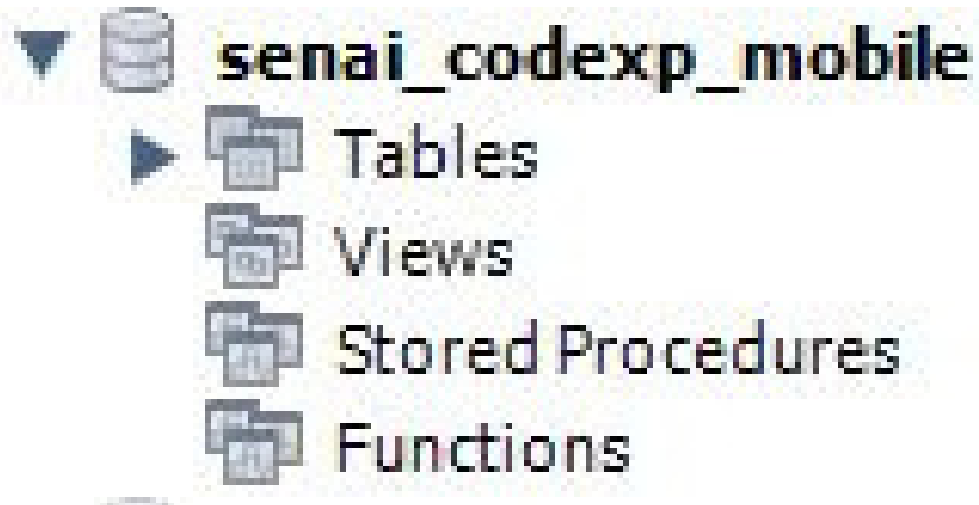 senai_codexp_mobile
Tables
Views
Stored Procedures
Functions